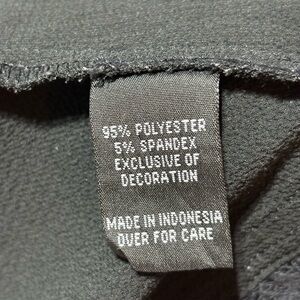 95% POLYESTER
5% SPANDEX
EXCLUSIVE OF
DECORATION
MADE IN INDONESIA
OVER FOR CARE